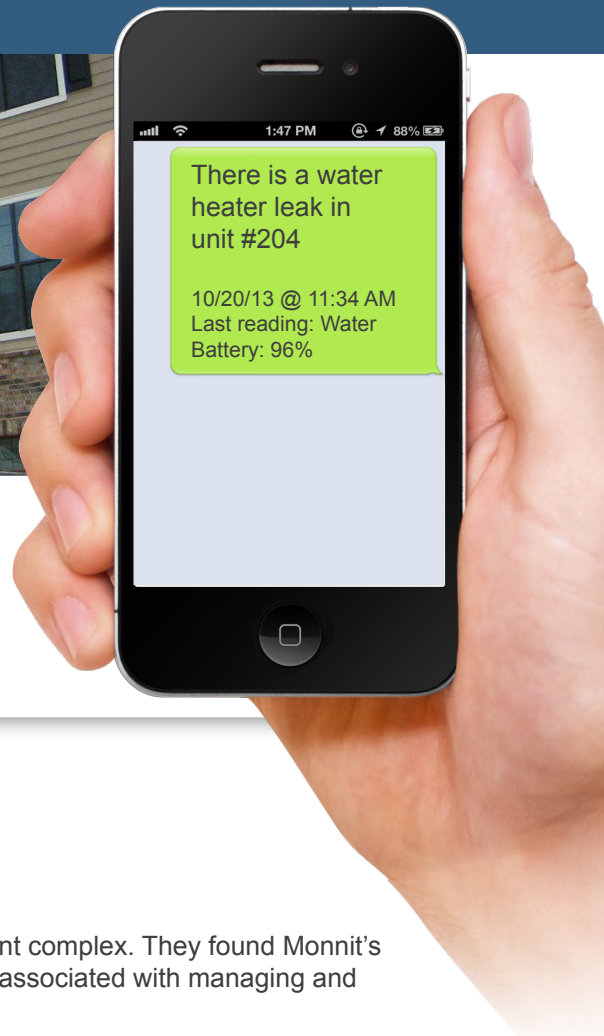 1:47 PM
88%
There is a water
heater leak in
unit #204
10/20/13 @ 11:34 AM
Last reading: Water
Battery: 96%
nt complex. They found Monnit’s
associated with managing and